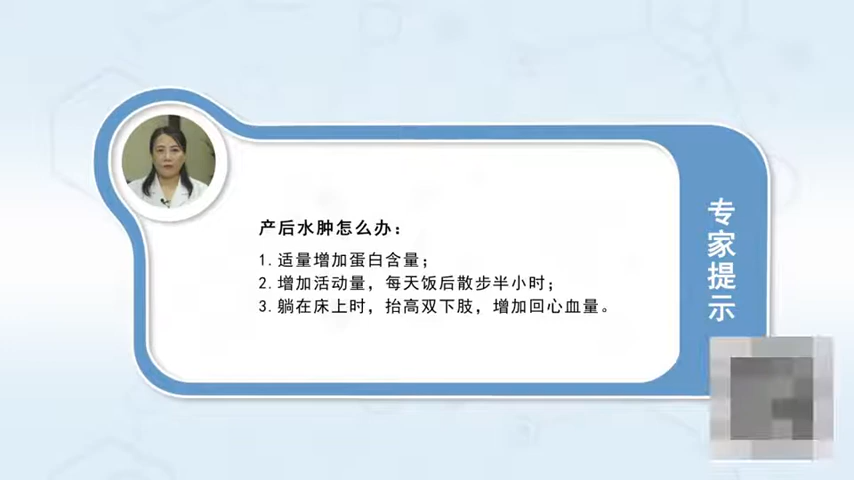 产后水肿怎么办：
1.适量增加蛋白含量；
2.增加活动量，每天饭后散步半小时；
3.躺在床上时，抬高双下肢，增加回心血量。
专家提示